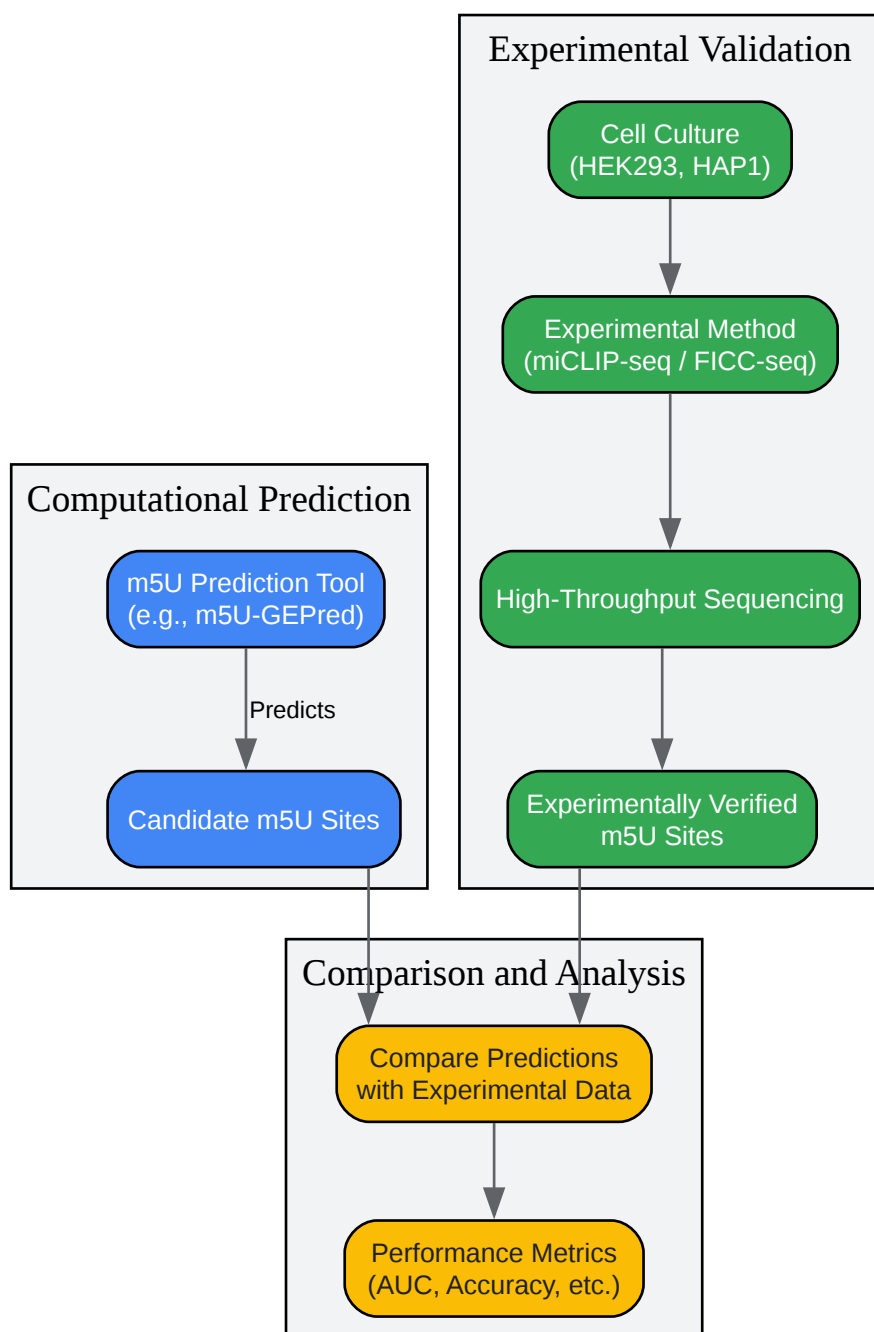 Experimental Validation
Cell Culture
(HEK293, HAP1)
Experimental Method
(miCLIP-seq / FICC-seq)
High-Throughput Sequencing
Experimentally Verified
m5U Sites
Computational Prediction
m5U Prediction Tool
(e.g., m5U-GEPred)
Predicts
Candidate m5U Sites
Comparison and Analysis
Compare Predictions
with Experimental Data
Performance Metrics
(AUC, Accuracy, etc.)